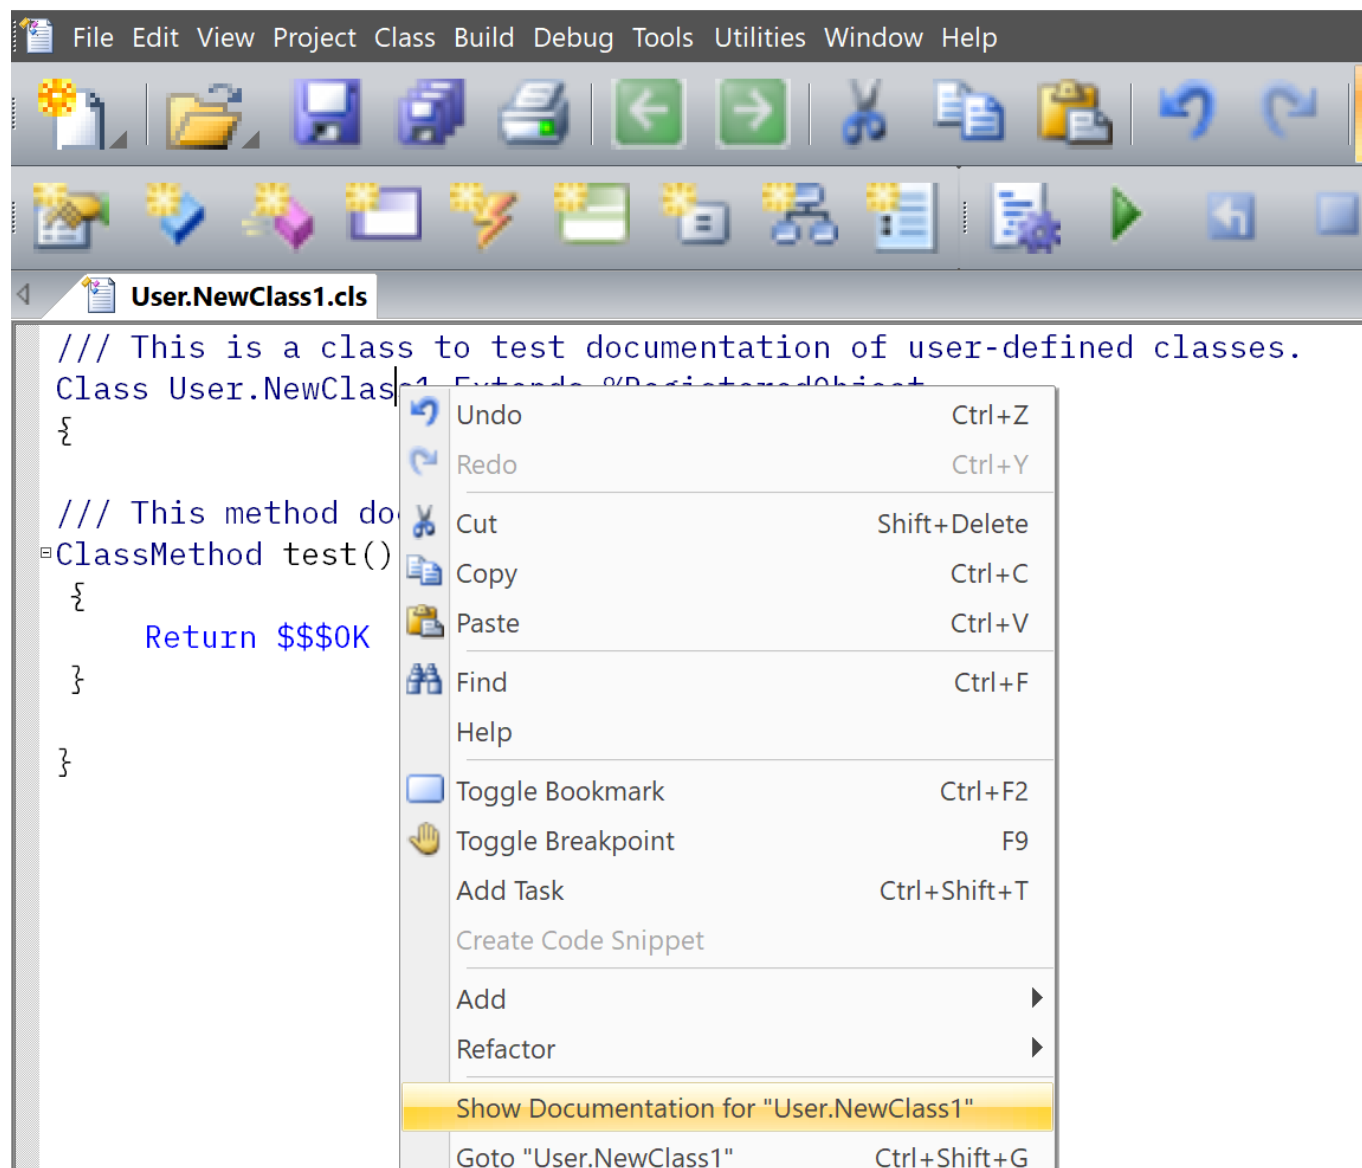 File Edit View Project Class Build Debug Tools Utilities Window Help
User.NewClass1.cls
/// This is a class to test documentation of user-defined classes.
Class User.NewClass1 Extends %RegisteredObject
{
/// This method do
ClassMethod test()
{
Return $$$OK
}
}
Undo Ctrl+Z
Redo Ctrl+Y
Cut Shift+Delete
Copy Ctrl+C
Paste Ctrl+V
Find Ctrl+F
Help
Toggle Bookmark Ctrl+F2
Toggle Breakpoint F9
Add Task Ctrl+Shift+T
Create Code Snippet
Add
Refactor
Show Documentation for "User.NewClass1"
Goto "User.NewClass1" Ctrl+Shift+G